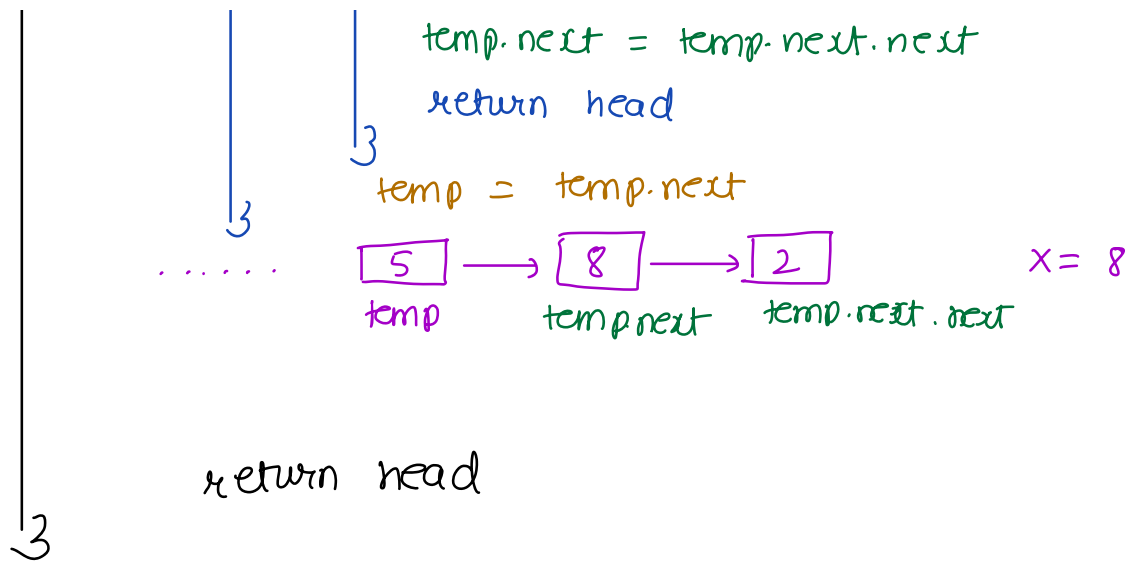 temp.next = temp.next.next
return head
}
temp = temp.next
}
...... 5 → 8 → 2 x = 8
temp temp next temp.next.next
return head
}